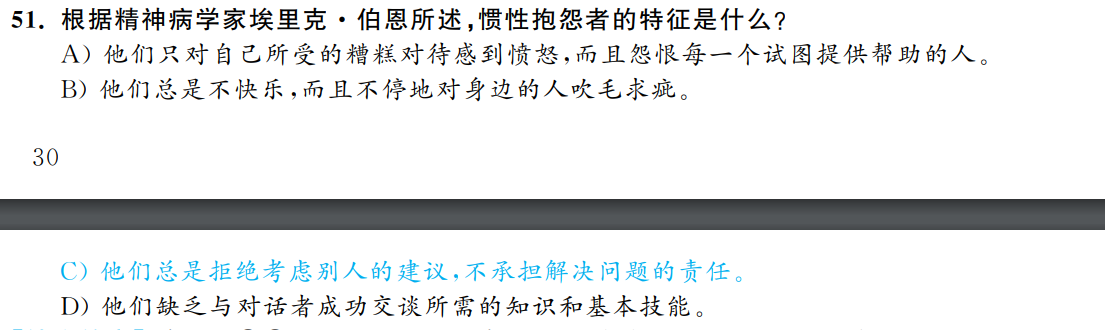 51. 根据精神病学家埃里克·伯恩所述,惯性抱怨者的特征是什么?
A) 他们只对自己所受的糟糕对待感到愤怒,而且怨恨每一个试图提供帮助的人。
B) 他们总是不快乐,而且不停地对身边的人吹毛求疵。
30
C) 他们总是拒绝考虑别人的建议,不承担解决问题的责任。
D) 他们缺乏与对话者成功交谈所需的知识和基本技能。